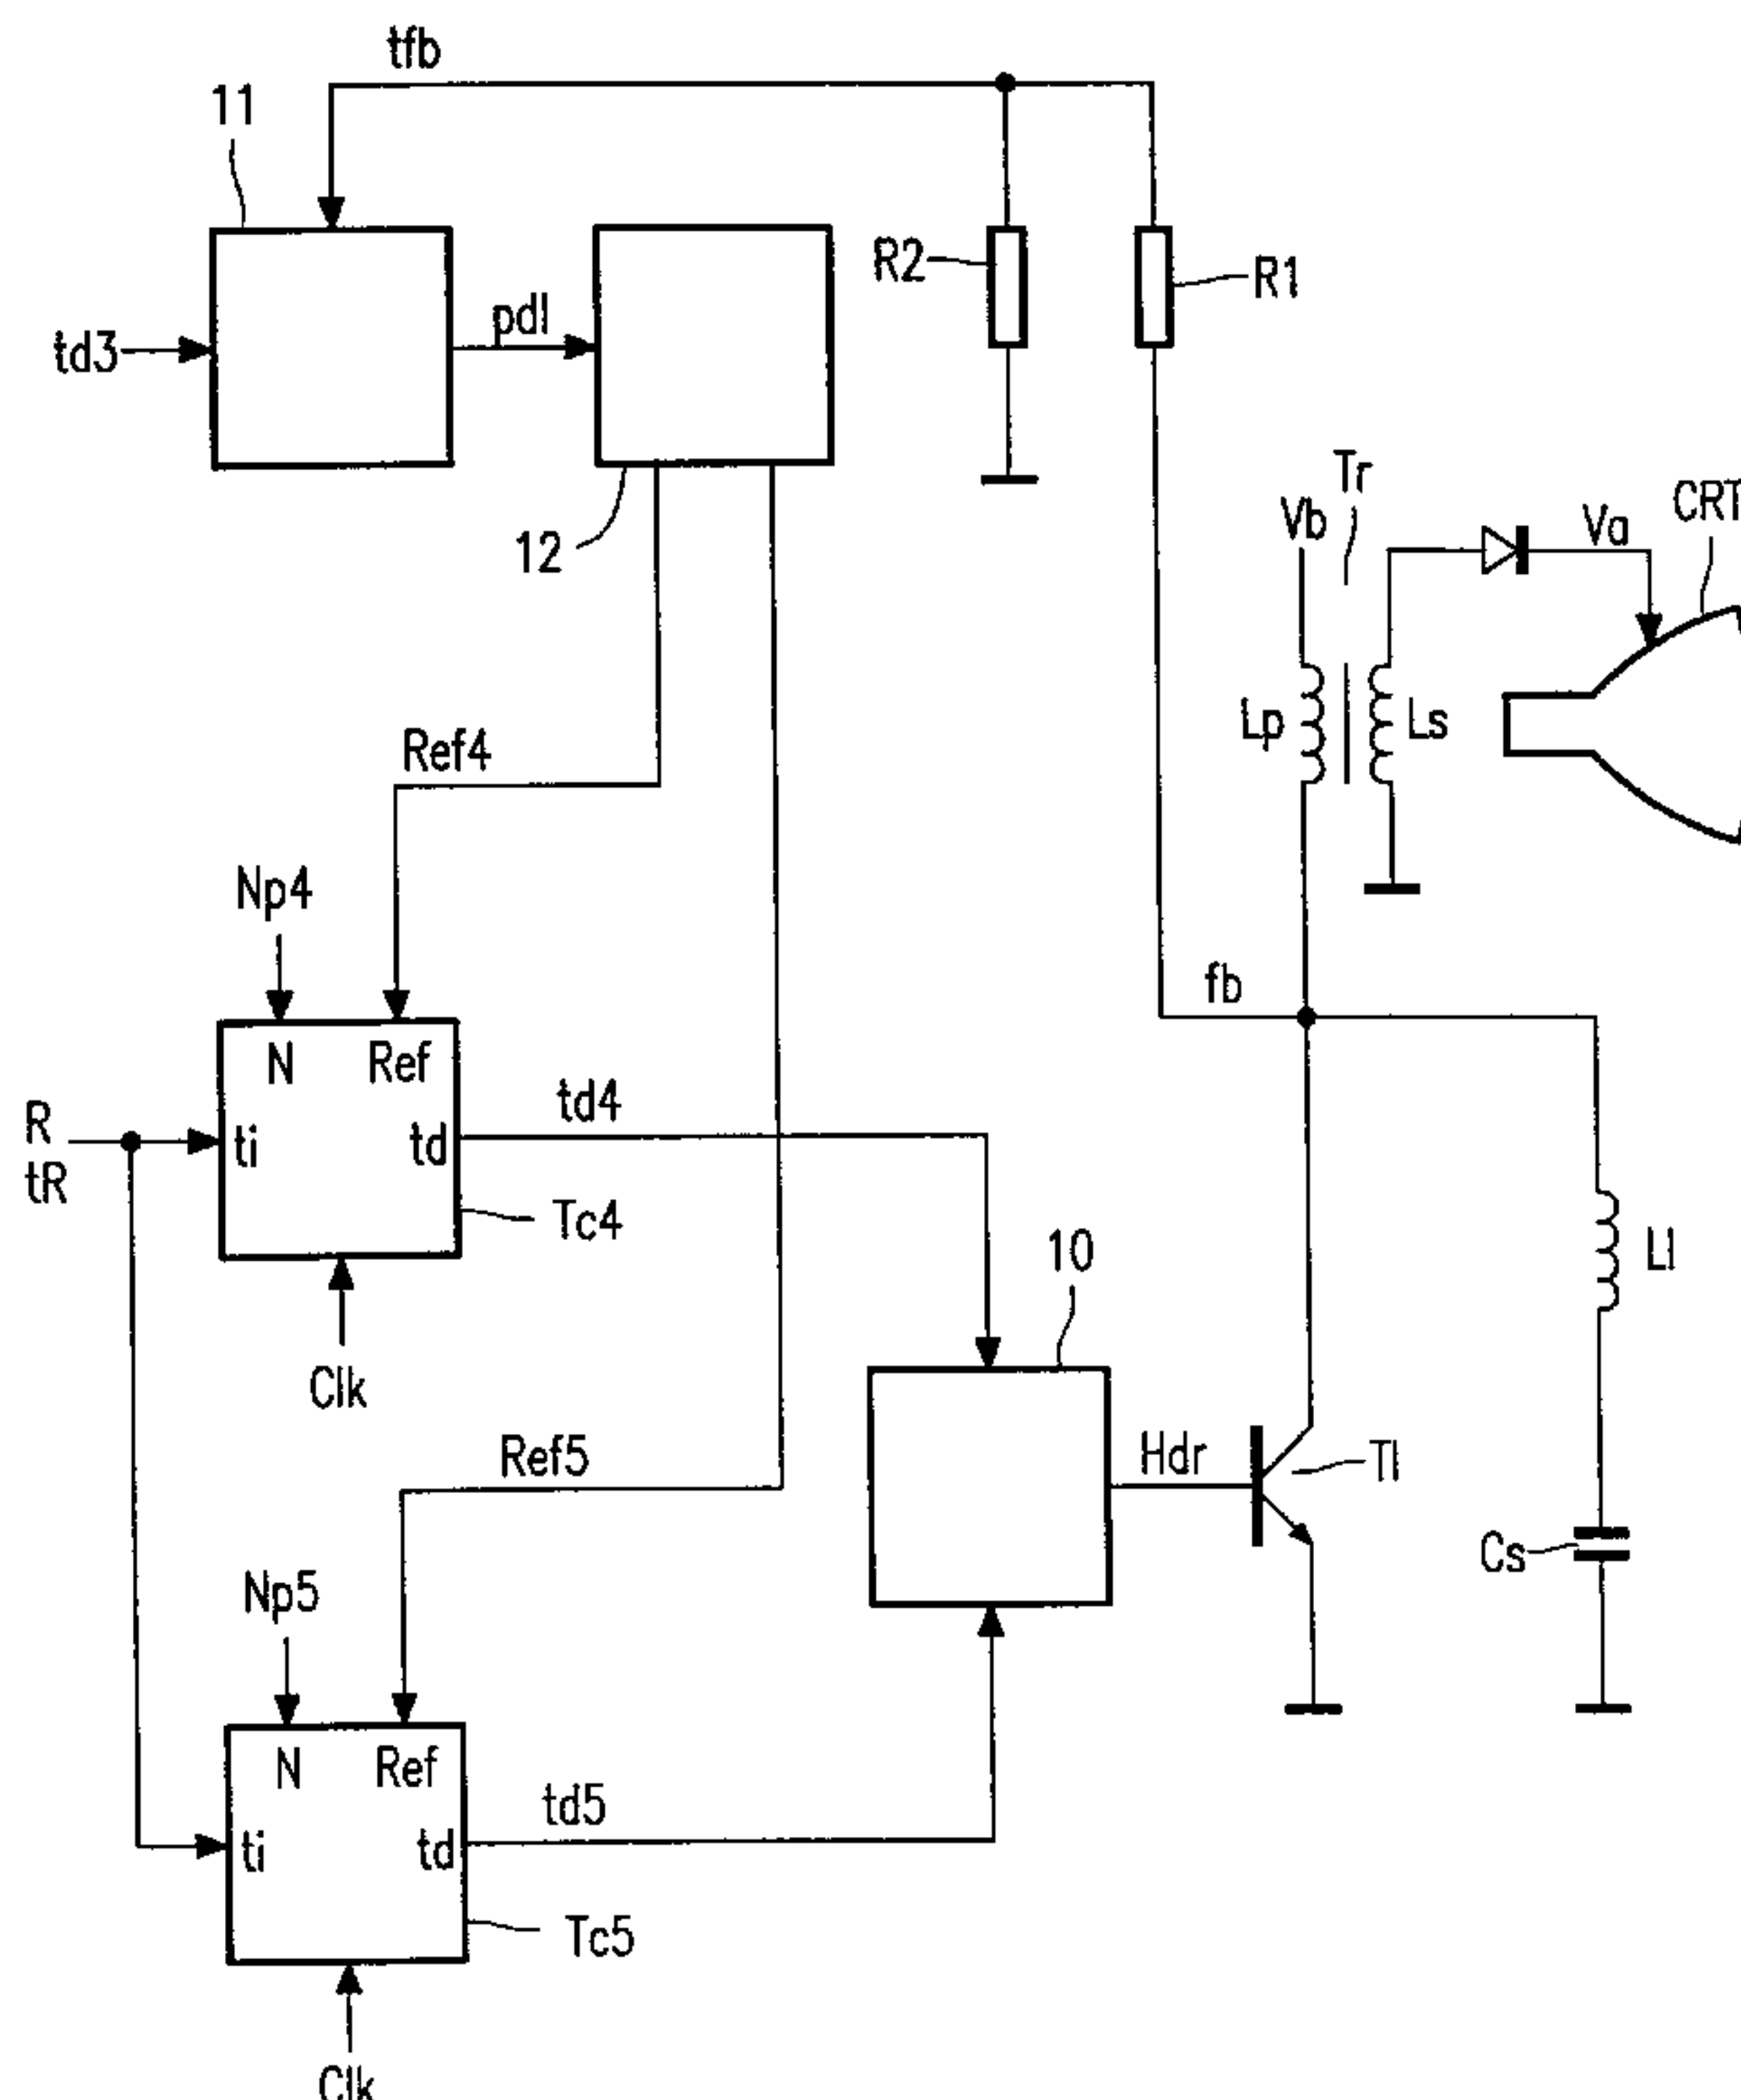 tfb
11
R2
R1
td3
pdl
12
Tr
Vb
Va
CRT
Lp
Ls
Ref4
Np4
fb
N
Ref
R
tR
ti
td
td4
Tc4
Ll
10
Clk
Ref5
Hdr
Tl
Cs
Np5
N
Ref
td5
ti
td
Tc5
Clk